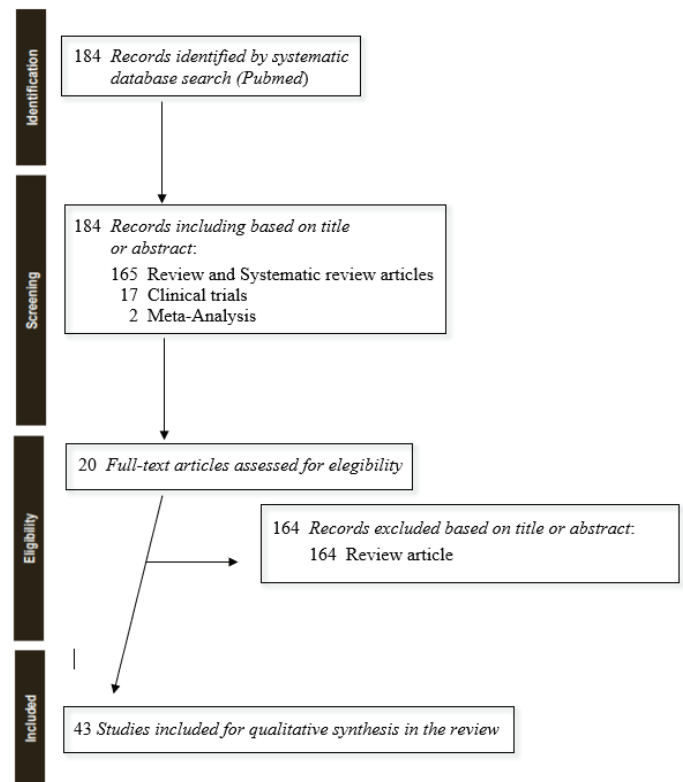 Identification
184 Records identified by systematic
database search (Pubmed)
Screening
184 Records including based on title
or abstract:
165 Review and Systematic review articles
17 Clinical trials
2 Meta-Analysis
Eligibility
20 Full-text articles assessed for elegibility
164 Records excluded based on title or abstract:
164 Review article
Included
43 Studies included for qualitative synthesis in the review